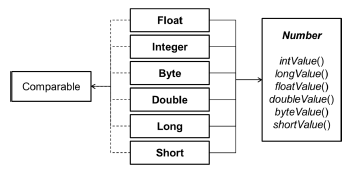 Float
Integer
Byte
Double
Long
Short
Comparable
Number
intValue()
longValue()
floatValue()
doubleValue()
byteValue()
shortValue()